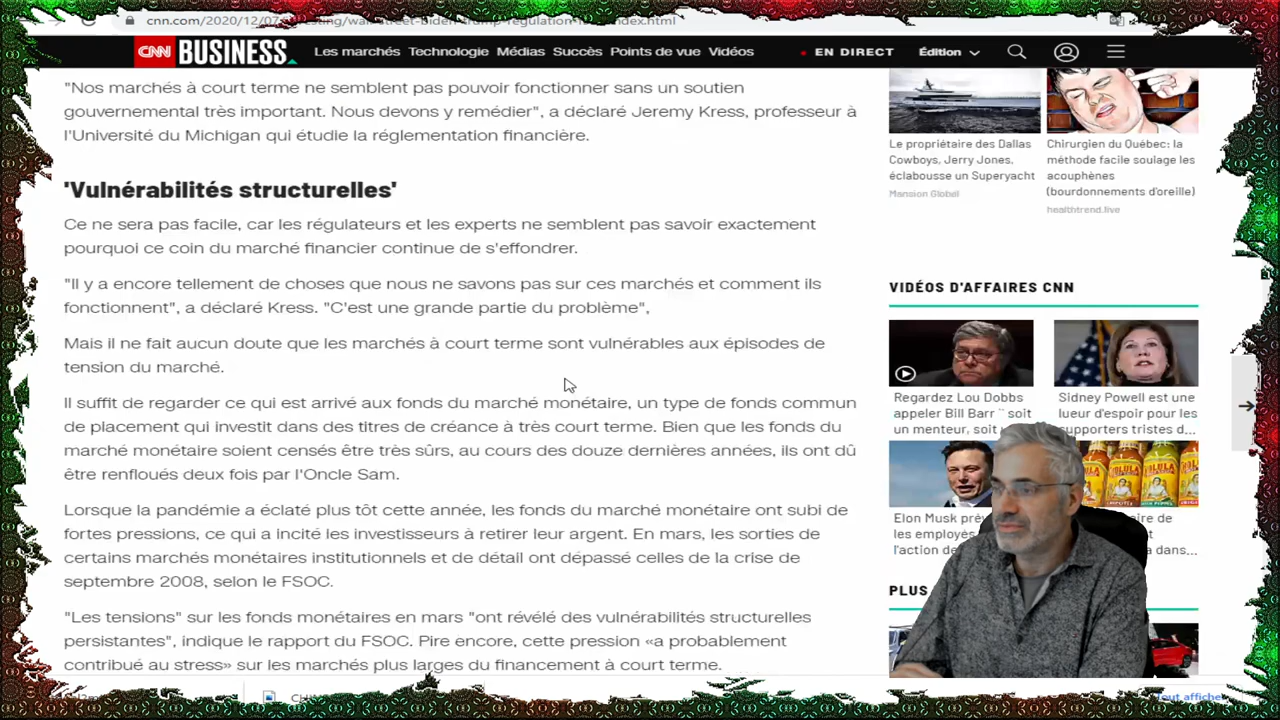 cnn.com/2020/12/07
CNN BUSINESS
Les marchés Technologie Médias Succès Points de vue Vidéos
EN DIRECT
Édition
"Nos marchés à court terme ne semblent pas pouvoir fonctionner sans un soutien
gouvernemental très important. Nous devons y remédier", a déclaré Jeremy Kress, professeur à
l'Université du Michigan qui étudie la réglementation financière.
'Vulnérabilités structurelles'
Ce ne sera pas facile, car les régulateurs et les experts ne semblent pas savoir exactement
pourquoi ce coin du marché financier continue de s'effondrer.
"Il y a encore tellement de choses que nous ne savons pas sur ces marchés et comment ils
fonctionnent", a déclaré Kress. "C'est une grande partie du problème",
Mais il ne fait aucun doute que les marchés à court terme sont vulnérables aux épisodes de
tension du marché.
Il suffit de regarder ce qui est arrivé aux fonds du marché monétaire, un type de fonds commun
de placement qui investit dans des titres de créance à très court terme. Bien que les fonds du
marché monétaire soient censés être très sûrs, au cours des douze dernières années, ils ont dû
être renfloués deux fois par l'Oncle Sam.
Lorsque la pandémie a éclaté plus tôt cette année, les fonds du marché monétaire ont subi de
fortes pressions, ce qui a incité les investisseurs à retirer leur argent. En mars, les sorties de
certains marchés monétaires institutionnels et de détail ont dépassé celles de la crise de
septembre 2008, selon le FSOC.
"Les tensions" sur les fonds monétaires en mars "ont révélé des vulnérabilités structurelles
persistantes", indique le rapport du FSOC. Pire encore, cette pression «a probablement
contribué au stress» sur les marchés plus larges du financement à court terme.
Le propriétaire des Dallas
Cowboys, Jerry Jones,
éclabousse un Superyacht
Mansion Global
Chirurgien du Québec: la
méthode facile soulage les
acouphènes
(bourdonnements d'oreille)
healthtrend.live
VIDÉOS D'AFFAIRES CNN
Regardez Lou Dobbs
appeler Bill Barr `` soit
un menteur, soit
Sidney Powell est une
lueur d'espoir pour les
supporters tristes d...
Elon Musk
les employés
l'action de
aire de
dans...
PLUS
Tout affiche